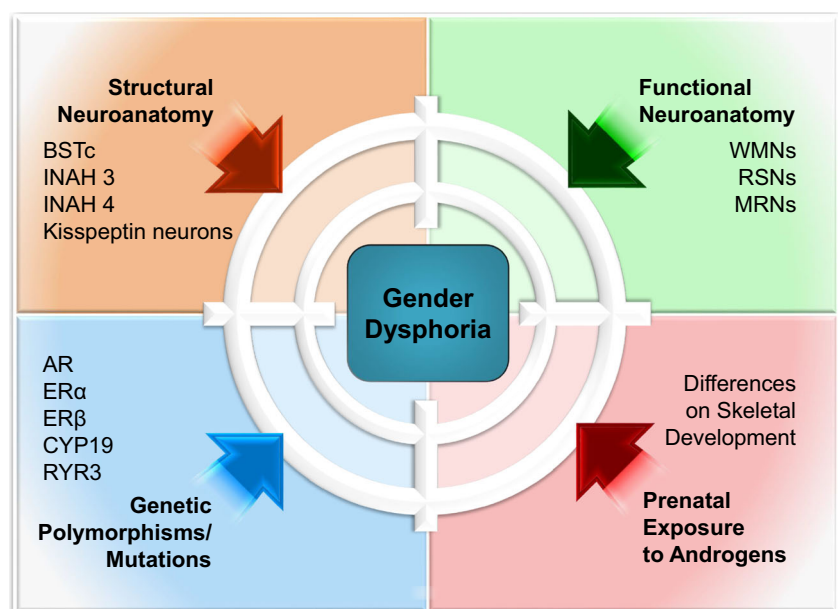 Structural
Neuroanatomy
BSTc
INAH 3
INAH 4
Kisspeptin neurons
Functional
Neuroanatomy
WMNs
RSNs
MRNs
Gender
Dysphoria
AR
ERα
ERβ
CYP19
RYR3
Genetic
Polymorphisms/
Mutations
Differences
on Skeletal
Development
Prenatal
Exposure
to Androgens